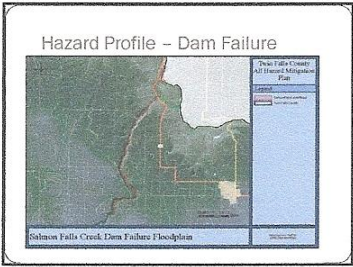 Hazard Profile – Dam Failure
Twin Falls County
All Hazard Mitigation
Plan
Legend
Salmon Falls Creek Dam Failure Floodplain